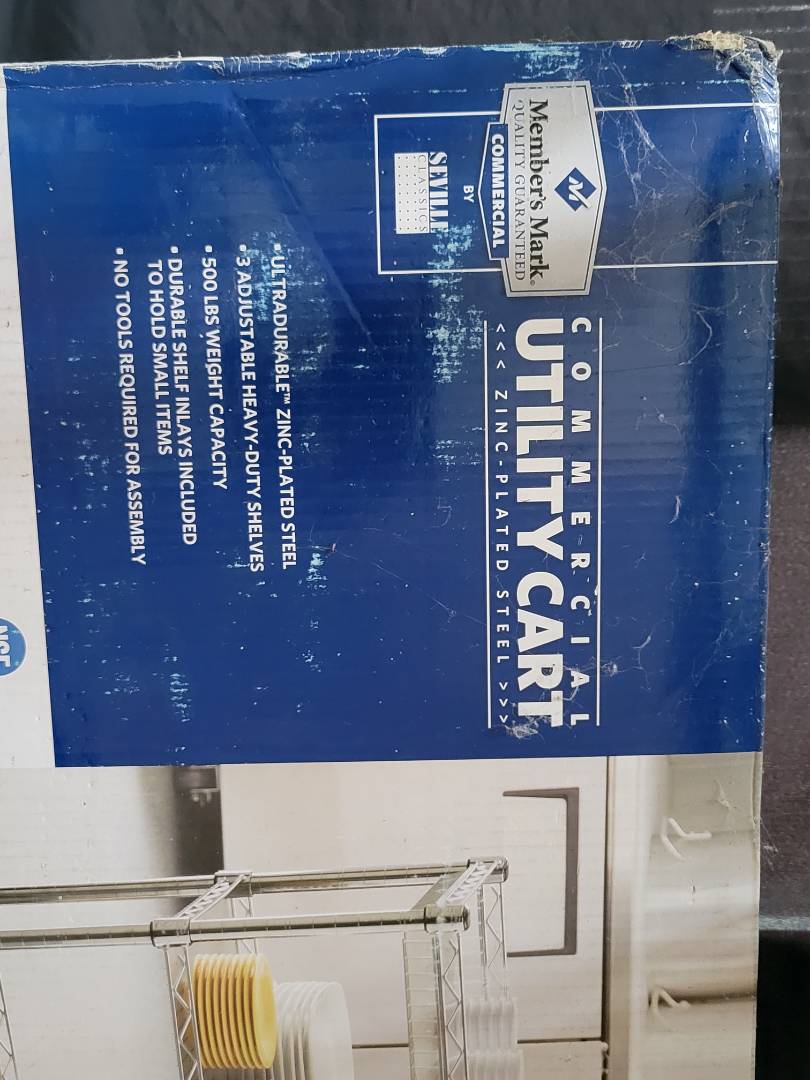 Member's Mark®
QUALITY GUARANTEED
COMMERCIAL
BY
SEVILLE
CLASSICS
COMMERCIAL
UTILITY CART
<<< ZINC-PLATED STEEL >>>
• ULTRADURABLE™ ZINC-PLATED STEEL
• 3 ADJUSTABLE HEAVY-DUTY SHELVES
• 500 LBS WEIGHT CAPACITY
• DURABLE SHELF INLAYS INCLUDED
TO HOLD SMALL ITEMS
• NO TOOLS REQUIRED FOR ASSEMBLY
NSF